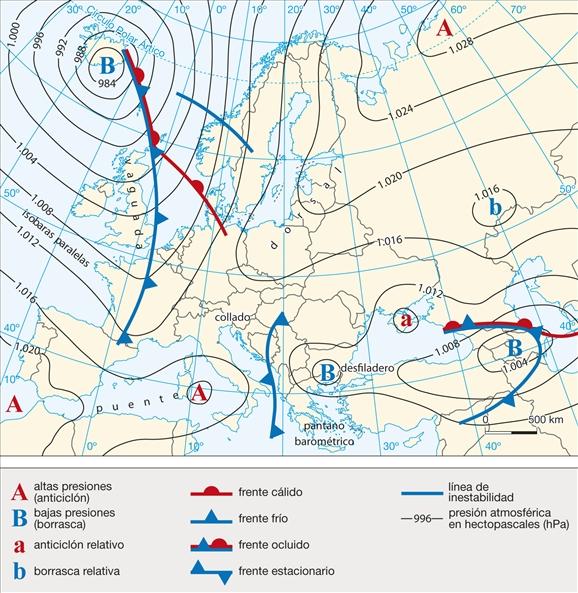 30°
20°
Círculo Polar Ártico
10°
0°
10°
20°
30°
40°
50°
60°
1.000
996
992
988
B
984
A
1.028
1.024
1.004
vaguada
1.020
dorsal
1.016
b
50°
50°
1.008
isobaras paralelas
1.012
1.016
1.016
1.012
a
collado
40°
40°
1.020
1.008
B
1.004
B
desfiladero
10°
A
A
puente
pantano
barométrico
0°
10°
20°
30°
40°
0
500 km
A altas presiones
(anticiclón)
B bajas presiones
(borrasca)
a anticiclón relativo
b borrasca relativa
frente cálido
frente frío
frente ocluido
frente estacionario
línea de
inestabilidad
996 presión atmosférica
en hectopascales (hPa)